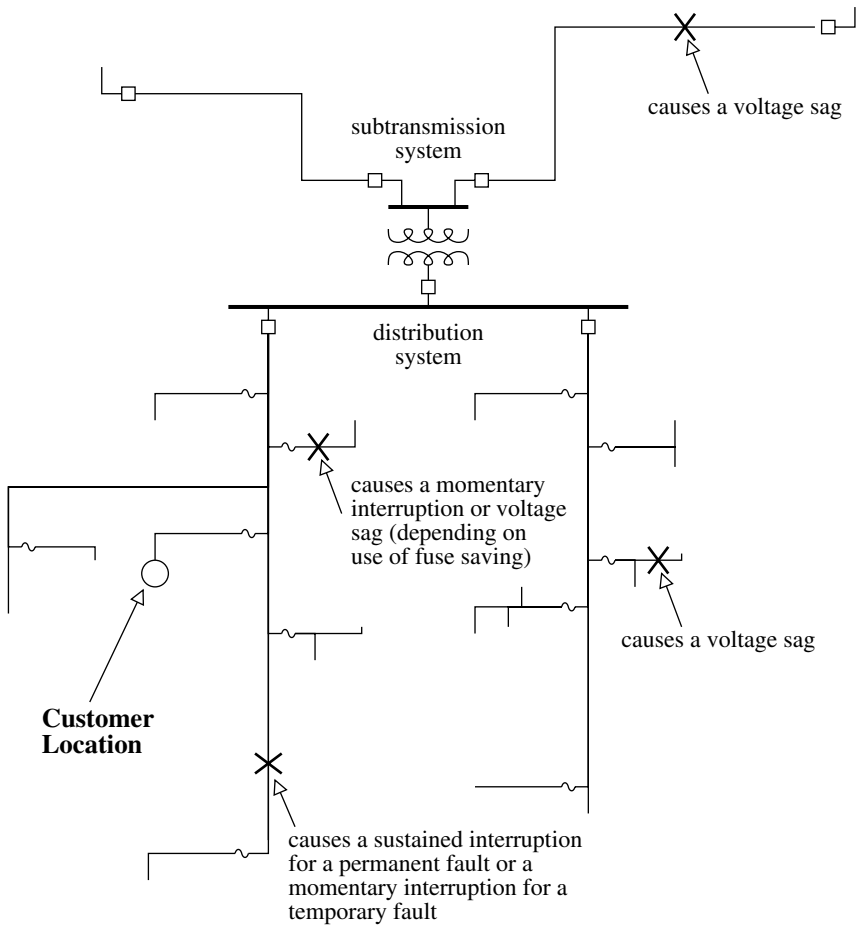 causes a voltage sag
subtransmission
system
distribution
system
causes a momentary
interruption or voltage
sag (depending on
use of fuse saving)
causes a voltage sag
Customer
Location
causes a sustained interruption
for a permanent fault or a
momentary interruption for a
temporary fault